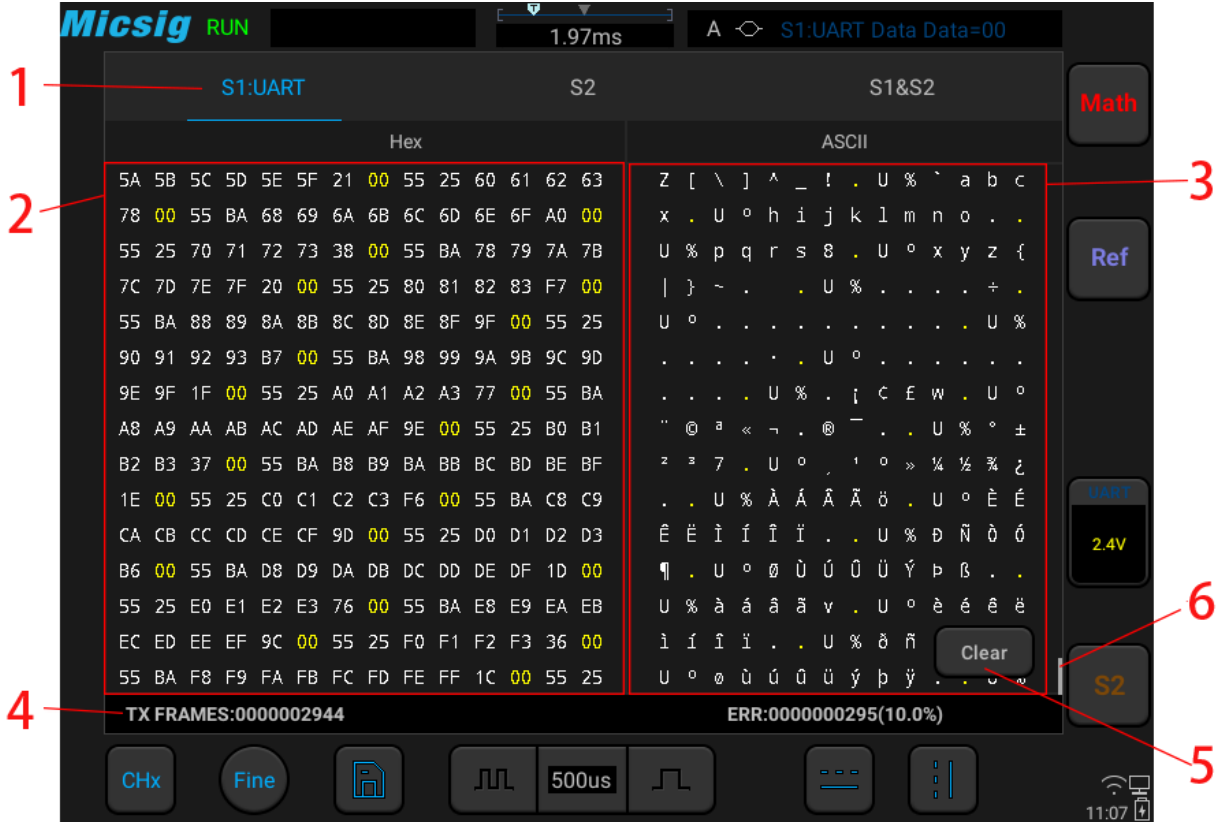 Micsig RUN T 1.97ms A S1:UART Data Data=00
1 S1:UART S2 S1&S2 Math
Hex ASCII
2 5A 5B 5C 5D 5E 5F 21 00 55 25 60 61 62 63 Z [ \ ] ^ _ ! . U % ` a b c 3
78 00 55 BA 68 69 6A 6B 6C 6D 6E 6F A0 00 x . U º h i j k l m n o . .
55 25 70 71 72 73 38 00 55 BA 78 79 7A 7B U % p q r s 8 . U º x y z { Ref
7C 7D 7E 7F 20 00 55 25 80 81 82 83 F7 00 | } ~ . . U % . . . . ÷ .
55 BA 88 89 8A 8B 8C 8D 8E 8F 9F 00 55 25 U º . . . . . . . . . . U %
90 91 92 93 B7 00 55 BA 98 99 9A 9B 9C 9D . . . . · . U º . . . . . .
9E 9F 1F 00 55 25 A0 A1 A2 A3 77 00 55 BA . . . . U % . ¡ ¢ £ w . U º
A8 A9 AA AB AC AD AE AF 9E 00 55 25 B0 B1 ¨ © ª « ¬ . ® ¯ . . U % ° ±
B2 B3 37 00 55 BA B8 B9 BA BB BC BD BE BF ² ³ 7 . U º ¸ ¹ º » ¼ ½ ¾ ¿
1E 00 55 25 C0 C1 C2 C3 F6 00 55 BA C8 C9 . . U % À Á Â Ã ö . U º È É UART
CA CB CC CD CE CF 9D 00 55 25 D0 D1 D2 D3 Ê Ë Ì Í Î Ï . . U % Ð Ñ Ò Ó 2.4V
B6 00 55 BA D8 D9 DA DB DC DD DE DF 1D 00 ¶ . U º Ø Ù Ú Û Ü Ý Þ ß . .
55 25 E0 E1 E2 E3 76 00 55 BA E8 E9 EA EB U % à á â ã v . U º è é ê ë 6
EC ED EE EF 9C 00 55 25 F0 F1 F2 F3 36 00 ì í î ï . . U % ð ñ Clear
55 BA F8 F9 FA FB FC FD FE FF 1C 00 55 25 U º ø ù ú û ü ý þ ÿ . . U % S2
4 TX FRAMES:0000002944 ERR:0000000295(10.0%)
CHx Fine 500us 5
11:07